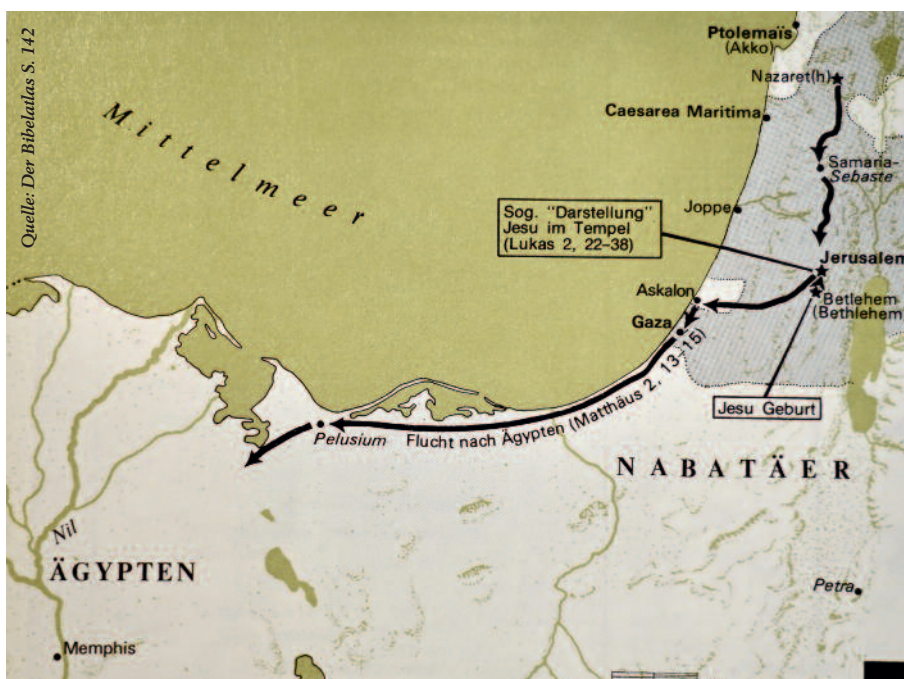 Quelle: Der Bibelatlas S. 142
Mittelmeer
Ptolemaïs
(Akko)
Nazaret(h)
Caesarea Maritima
Samaria-
Sebaste
Joppe
Sog. "Darstellung"
Jesu im Tempel
(Lukas 2, 22–38)
Jerusalem
Askalon
Betlehem
(Bethlehem)
Gaza
Jesu Geburt
Flucht nach Ägypten (Matthäus 2, 13–15)
Pelusium
NABATÄER
Nil
ÄGYPTEN
Petra
Memphis